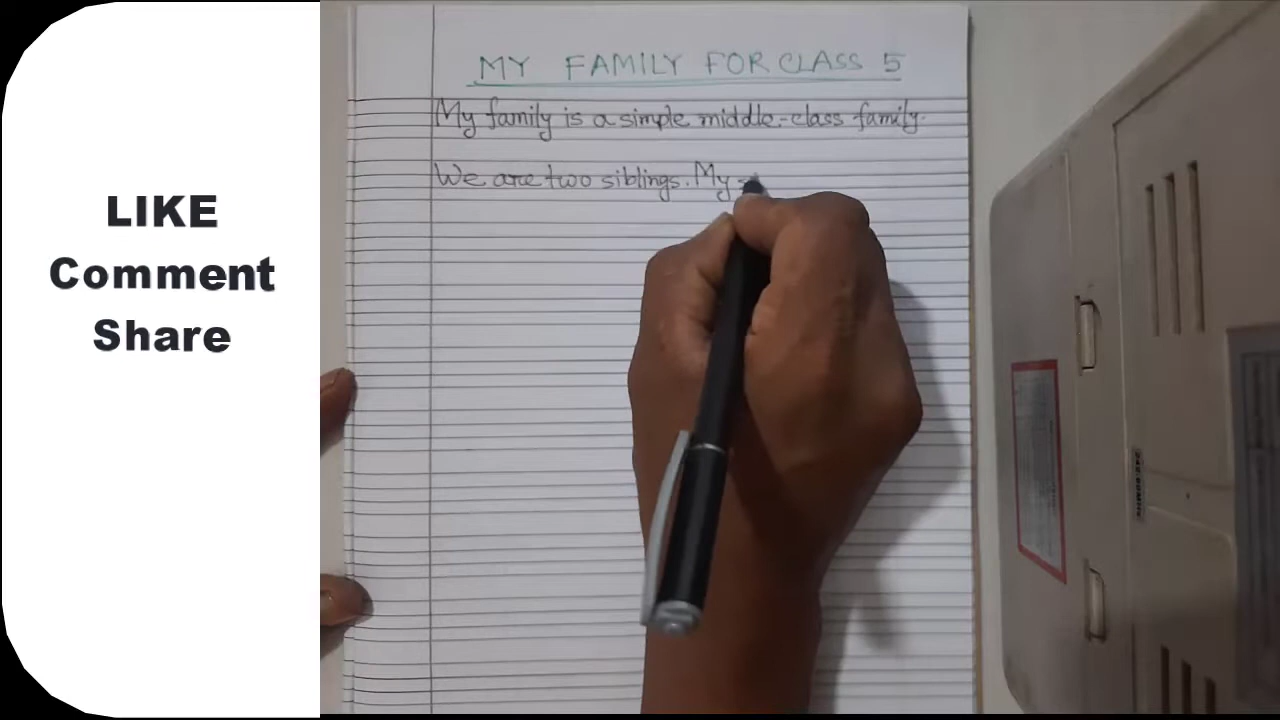 LIKE
Comment
Share
MY FAMILY FOR CLASS 5
My family is a simple middle-class family.
We are two siblings. My